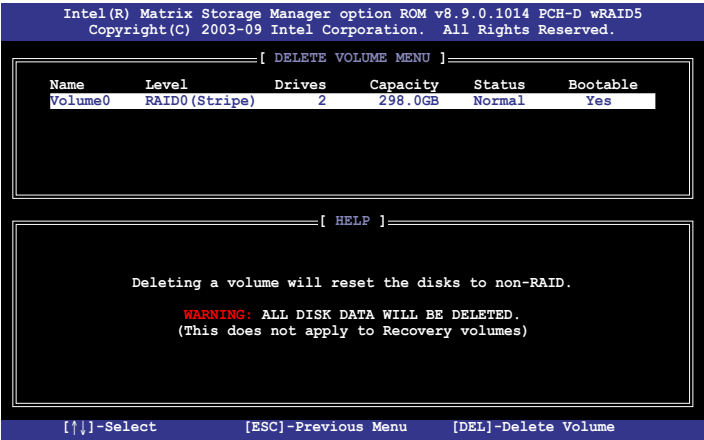 Intel(R) Matrix Storage Manager option ROM v8.9.0.1014 PCH-D wRAID5
Copyright(C) 2003-09 Intel Corporation. All Rights Reserved.
[ DELETE VOLUME MENU ]
Name Level Drives Capacity Status Bootable
Volume0 RAID0(Stripe) 2 298.0GB Normal Yes
[ HELP ]
Deleting a volume will reset the disks to non-RAID.
WARNING: ALL DISK DATA WILL BE DELETED.
(This does not apply to Recovery volumes)
[↑↓]-Select [ESC]-Previous Menu [DEL]-Delete Volume